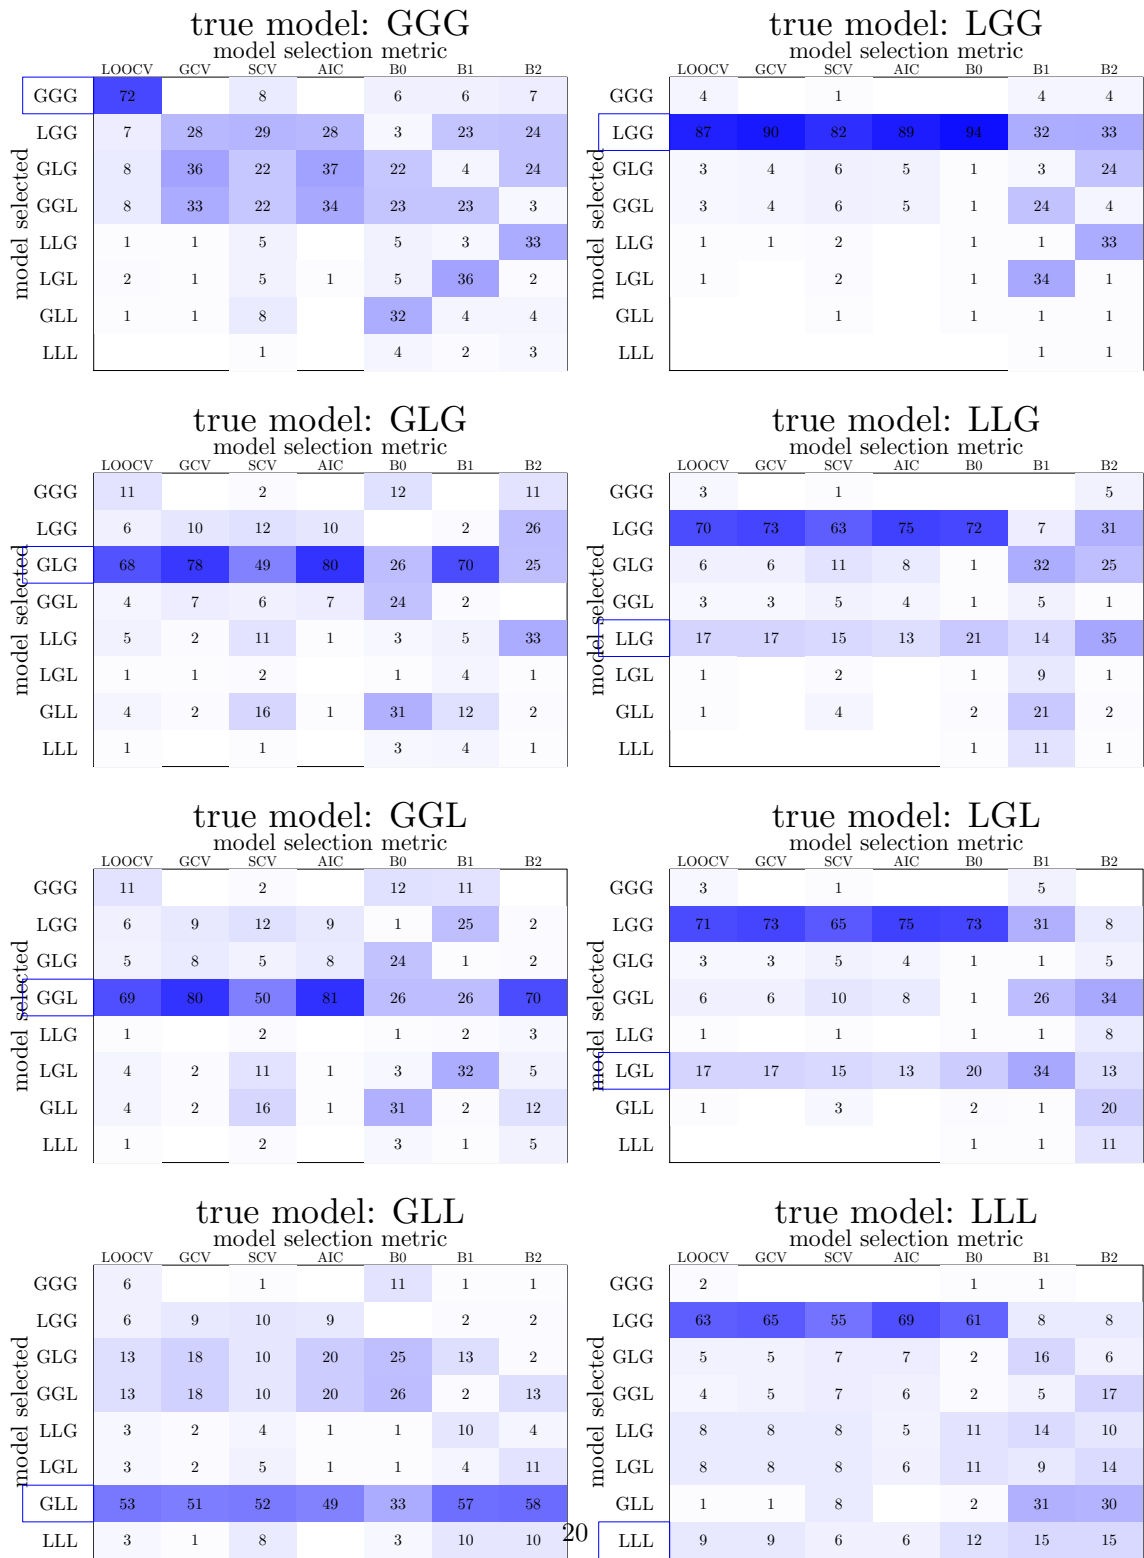 true model: GGG
model selection metric
LOOCV GCV SCV AIC B0 B1 B2
model selected
GGG 72 8 6 6 7
LGG 7 28 29 28 3 23 24
GLG 8 36 22 37 22 4 24
GGL 8 33 22 34 23 23 3
LLG 1 1 5 5 3 33
LGL 2 1 5 1 5 36 2
GLL 1 1 8 32 4 4
LLL 1 4 2 3
true model: LGG
model selection metric
LOOCV GCV SCV AIC B0 B1 B2
model selected
GGG 4 1 4 4
LGG 87 90 82 89 94 32 33
GLG 3 4 6 5 1 3 24
GGL 3 4 6 5 1 24 4
LLG 1 1 2 1 1 33
LGL 1 2 1 34 1
GLL 1 1 1 1
LLL 1 1
true model: GLG
model selection metric
LOOCV GCV SCV AIC B0 B1 B2
model selected
GGG 11 2 12 11
LGG 6 10 12 10 2 26
GLG 68 78 49 80 26 70 25
GGL 4 7 6 7 24 2
LLG 5 2 11 1 3 5 33
LGL 1 1 2 1 4 1
GLL 4 2 16 1 31 12 2
LLL 1 1 3 4 1
true model: LLG
model selection metric
LOOCV GCV SCV AIC B0 B1 B2
model selected
GGG 3 1 5
LGG 70 73 63 75 72 7 31
GLG 6 6 11 8 1 32 25
GGL 3 3 5 4 1 5 1
LLG 17 17 15 13 21 14 35
LGL 1 2 1 9 1
GLL 1 4 2 21 2
LLL 1 11 1
true model: GGL
model selection metric
LOOCV GCV SCV AIC B0 B1 B2
model selected
GGG 11 2 12 11
LGG 6 9 12 9 1 25 2
GLG 5 8 5 8 24 1 2
GGL 69 80 50 81 26 26 70
LLG 1 2 1 2 3
LGL 4 2 11 1 3 32 5
GLL 4 2 16 1 31 2 12
LLL 1 2 3 1 5
true model: LGL
model selection metric
LOOCV GCV SCV AIC B0 B1 B2
model selected
GGG 3 1 5
LGG 71 73 65 75 73 31 8
GLG 3 3 5 4 1 1 5
GGL 6 6 10 8 1 26 34
LLG 1 1 1 1 8
LGL 17 17 15 13 20 34 13
GLL 1 3 2 1 20
LLL 1 1 11
true model: GLL
model selection metric
LOOCV GCV SCV AIC B0 B1 B2
model selected
GGG 6 1 11 1 1
LGG 6 9 10 9 2 2
GLG 13 18 10 20 25 13 2
GGL 13 18 10 20 26 2 13
LLG 3 2 4 1 1 10 4
LGL 3 2 5 1 1 4 11
GLL 53 51 52 49 33 57 58
LLL 3 1 8 3 10 10
true model: LLL
model selection metric
LOOCV GCV SCV AIC B0 B1 B2
model selected
GGG 2 1 1
LGG 63 65 55 69 61 8 8
GLG 5 5 7 7 2 16 6
GGL 4 5 7 6 2 5 17
LLG 8 8 8 5 11 14 10
LGL 8 8 8 6 11 9 14
GLL 1 1 8 2 31 30
LLL 9 9 6 6 12 15 15
20